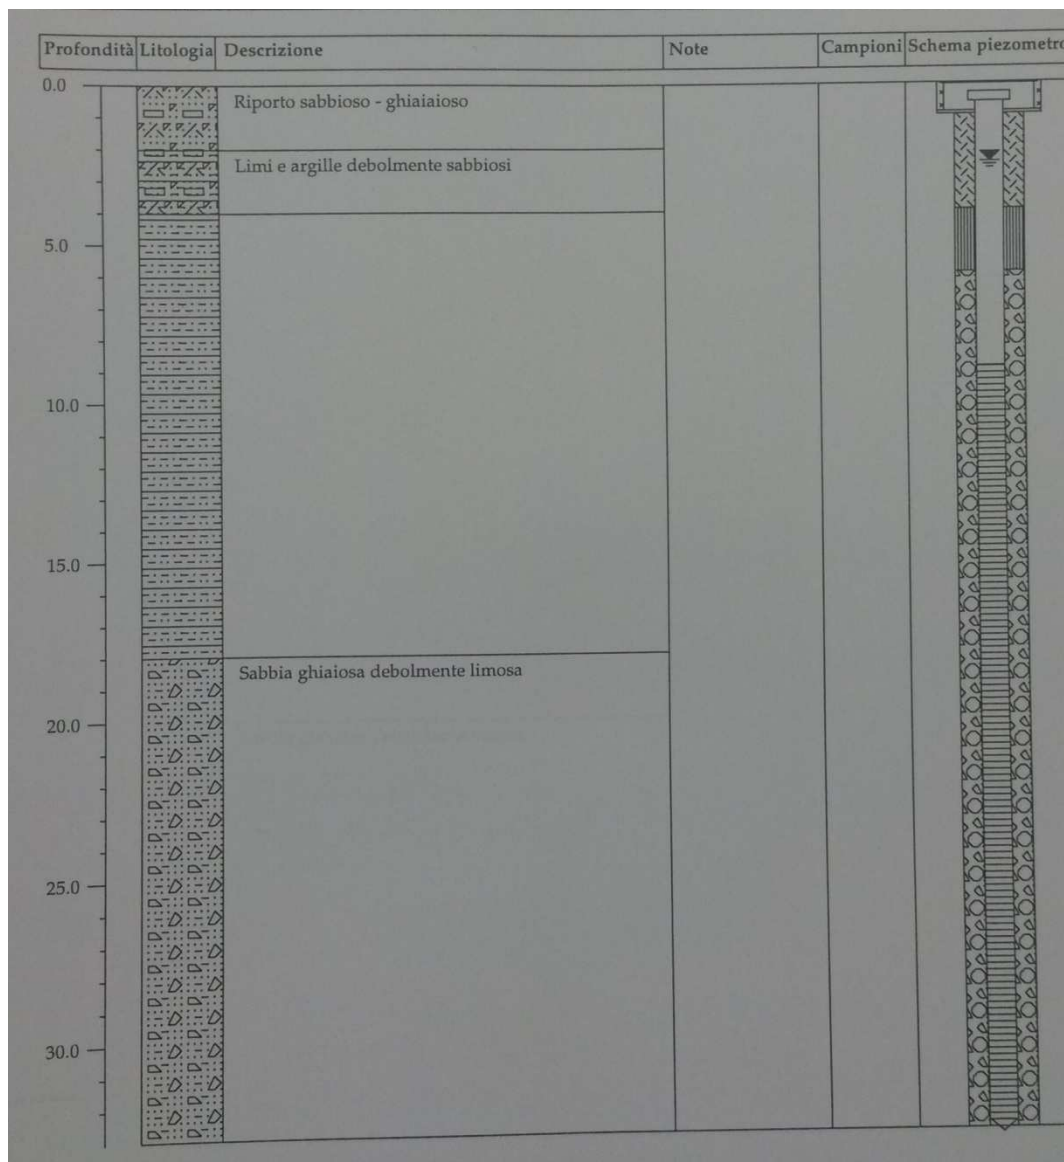 Profondità Litologia Descrizione Note Campioni Schema piezometro
0.0
Riporto sabbioso - ghiaiaioso
Limi e argille debolmente sabbiosi
5.0
10.0
15.0
Sabbia ghiaiosa debolmente limosa
20.0
25.0
30.0